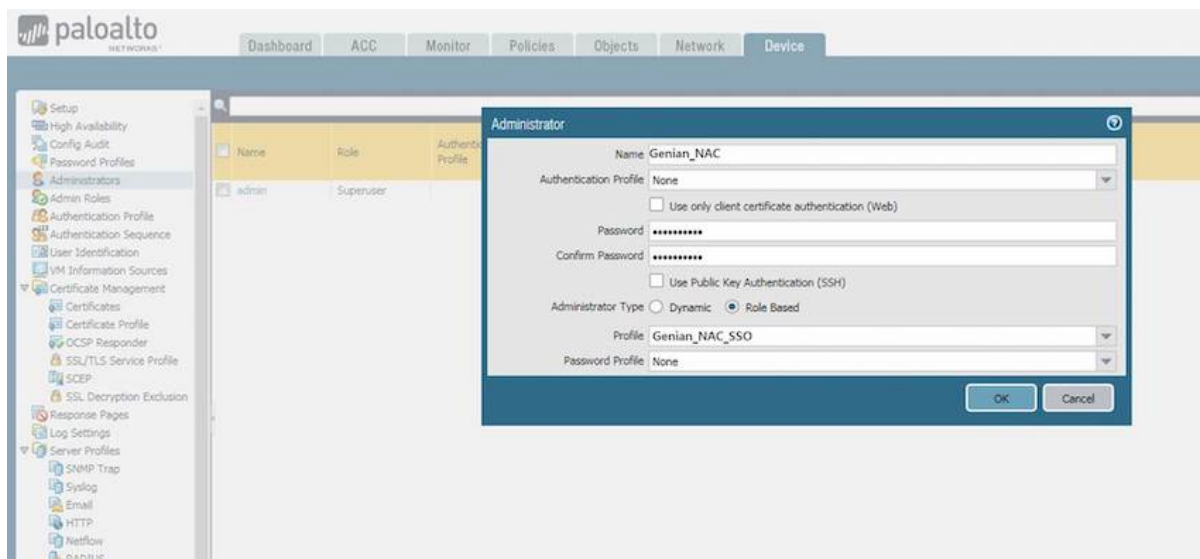 paloalto
NETWORKS®
Dashboard
ACC
Monitor
Policies
Objects
Network
Device
Setup
High Availability
Config Audit
Password Profiles
Administrators
Admin Roles
Authentication Profile
Authentication Sequence
User Identification
VM Information Sources
Certificate Management
Certificates
Certificate Profile
OCSP Responder
SSL/TLS Service Profile
SCEP
SSL Decryption Exclusion
Response Pages
Log Settings
Server Profiles
SNMP Trap
Syslog
Email
HTTP
Netflow
RADIUS
Name
Role
Profile
admin
Superuser
Administrator
Name Genian_NAC
Authentication Profile None
Use only client certificate authentication (Web)
Password ••••••••••
Confirm Password ••••••••••
Use Public Key Authentication (SSH)
Administrator Type Dynamic Role Based
Profile Genian_NAC_SSO
Password Profile None
OK
Cancel